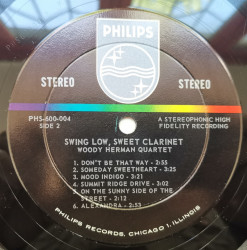 PHILIPS
STEREO STEREO
PHS-600-004
SIDE 2
A STEREOPHONIC HIGH
FIDELITY RECORDING
SWING LOW, SWEET CLARINET
WOODY HERMAN QUARTET
1. DON'T BE THAT WAY - 2:55
2. SOMEDAY SWEETHEART - 3:25
3. MOOD INDIGO - 3:21
4. SUMMIT RIDGE DRIVE - 3:02
5. ON THE SUNNY SIDE OF THE
STREET - 2:12
6. ALEXANDRA - 2:53
PHILIPS RECORDS, CHICAGO 1, ILLINOIS